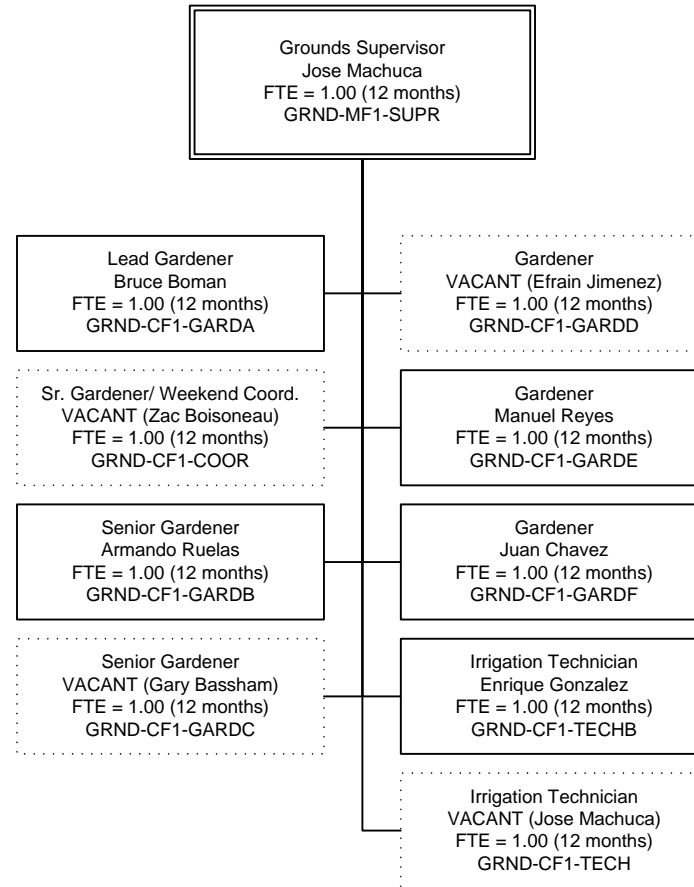 Grounds Supervisor
Jose Machuca
FTE = 1.00 (12 months)
GRND-MF1-SUPR
Lead Gardener
Bruce Boman
FTE = 1.00 (12 months)
GRND-CF1-GARDA
Gardener
VACANT (Efrain Jimenez)
FTE = 1.00 (12 months)
GRND-CF1-GARDD
Sr. Gardener/ Weekend Coord.
VACANT (Zac Boisoneau)
FTE = 1.00 (12 months)
GRND-CF1-COOR
Gardener
Manuel Reyes
FTE = 1.00 (12 months)
GRND-CF1-GARDE
Senior Gardener
Armando Ruelas
FTE = 1.00 (12 months)
GRND-CF1-GARDB
Gardener
Juan Chavez
FTE = 1.00 (12 months)
GRND-CF1-GARDF
Senior Gardener
VACANT (Gary Bassham)
FTE = 1.00 (12 months)
GRND-CF1-GARDC
Irrigation Technician
Enrique Gonzalez
FTE = 1.00 (12 months)
GRND-CF1-TECHB
Irrigation Technician
VACANT (Jose Machuca)
FTE = 1.00 (12 months)
GRND-CF1-TECH